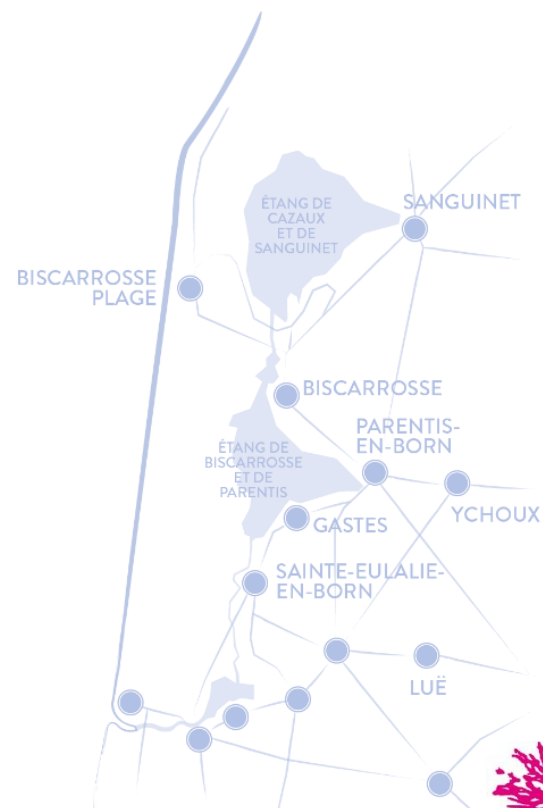 ÉTANG DE
CAZAUX
ET DE
SANGUINET
SANGUINET
BISCARROSSE
PLAGE
BISCARROSSE
PARENTIS-
EN-BORN
ÉTANG DE
BISCARROSSE
ET DE
PARENTIS
YCHOUX
GASTES
SAINTE-EULALIE-
EN-BORN
LUË